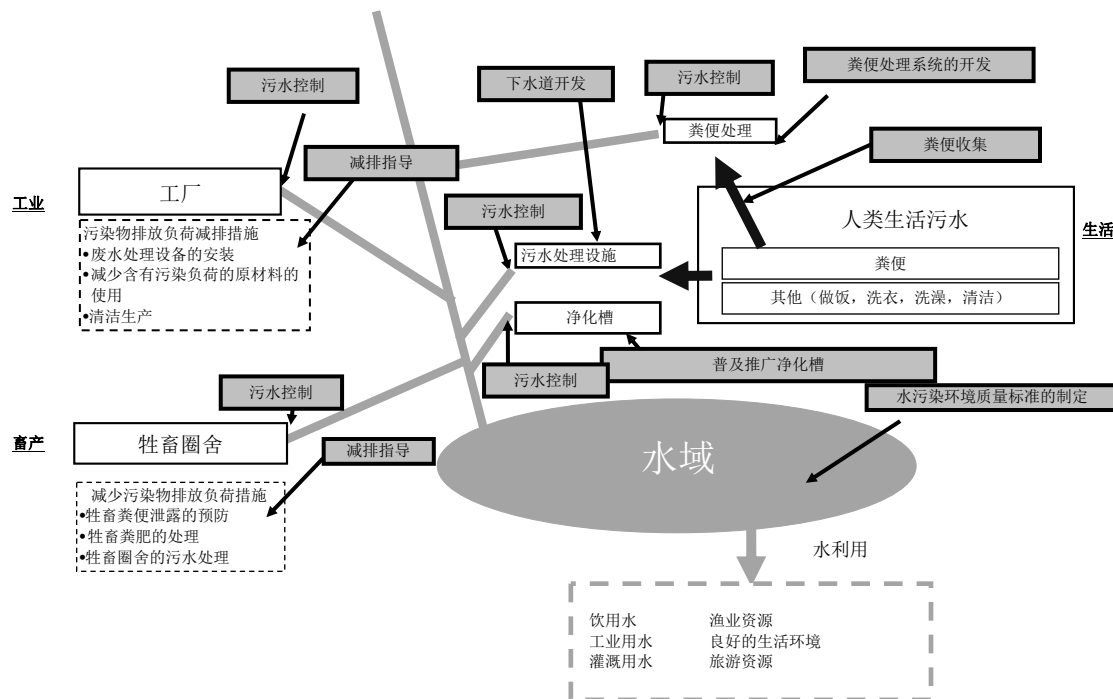 粪便处理系统的开发
污水控制
下水道开发
污水控制
粪便处理
粪便收集
减排指导
工业
工厂
污水控制
人类生活污水
生活
污染物排放负荷减排措施
•废水处理设备的安装
•减少含有污染负荷的原材料的
使用
•清洁生产
污水处理设施
粪便
其他（做饭，洗衣，洗澡，清洁）
净化槽
普及推广净化槽
污水控制
污水控制
水污染环境质量标准的制定
畜产
牲畜圈舍
减排指导
水域
减少污染物排放负荷措施
•牲畜粪便泄露的预防
•牲畜粪肥的处理
•牲畜圈舍的污水处理
水利用
饮用水 渔业资源
工业用水 良好的生活环境
灌溉用水 旅游资源